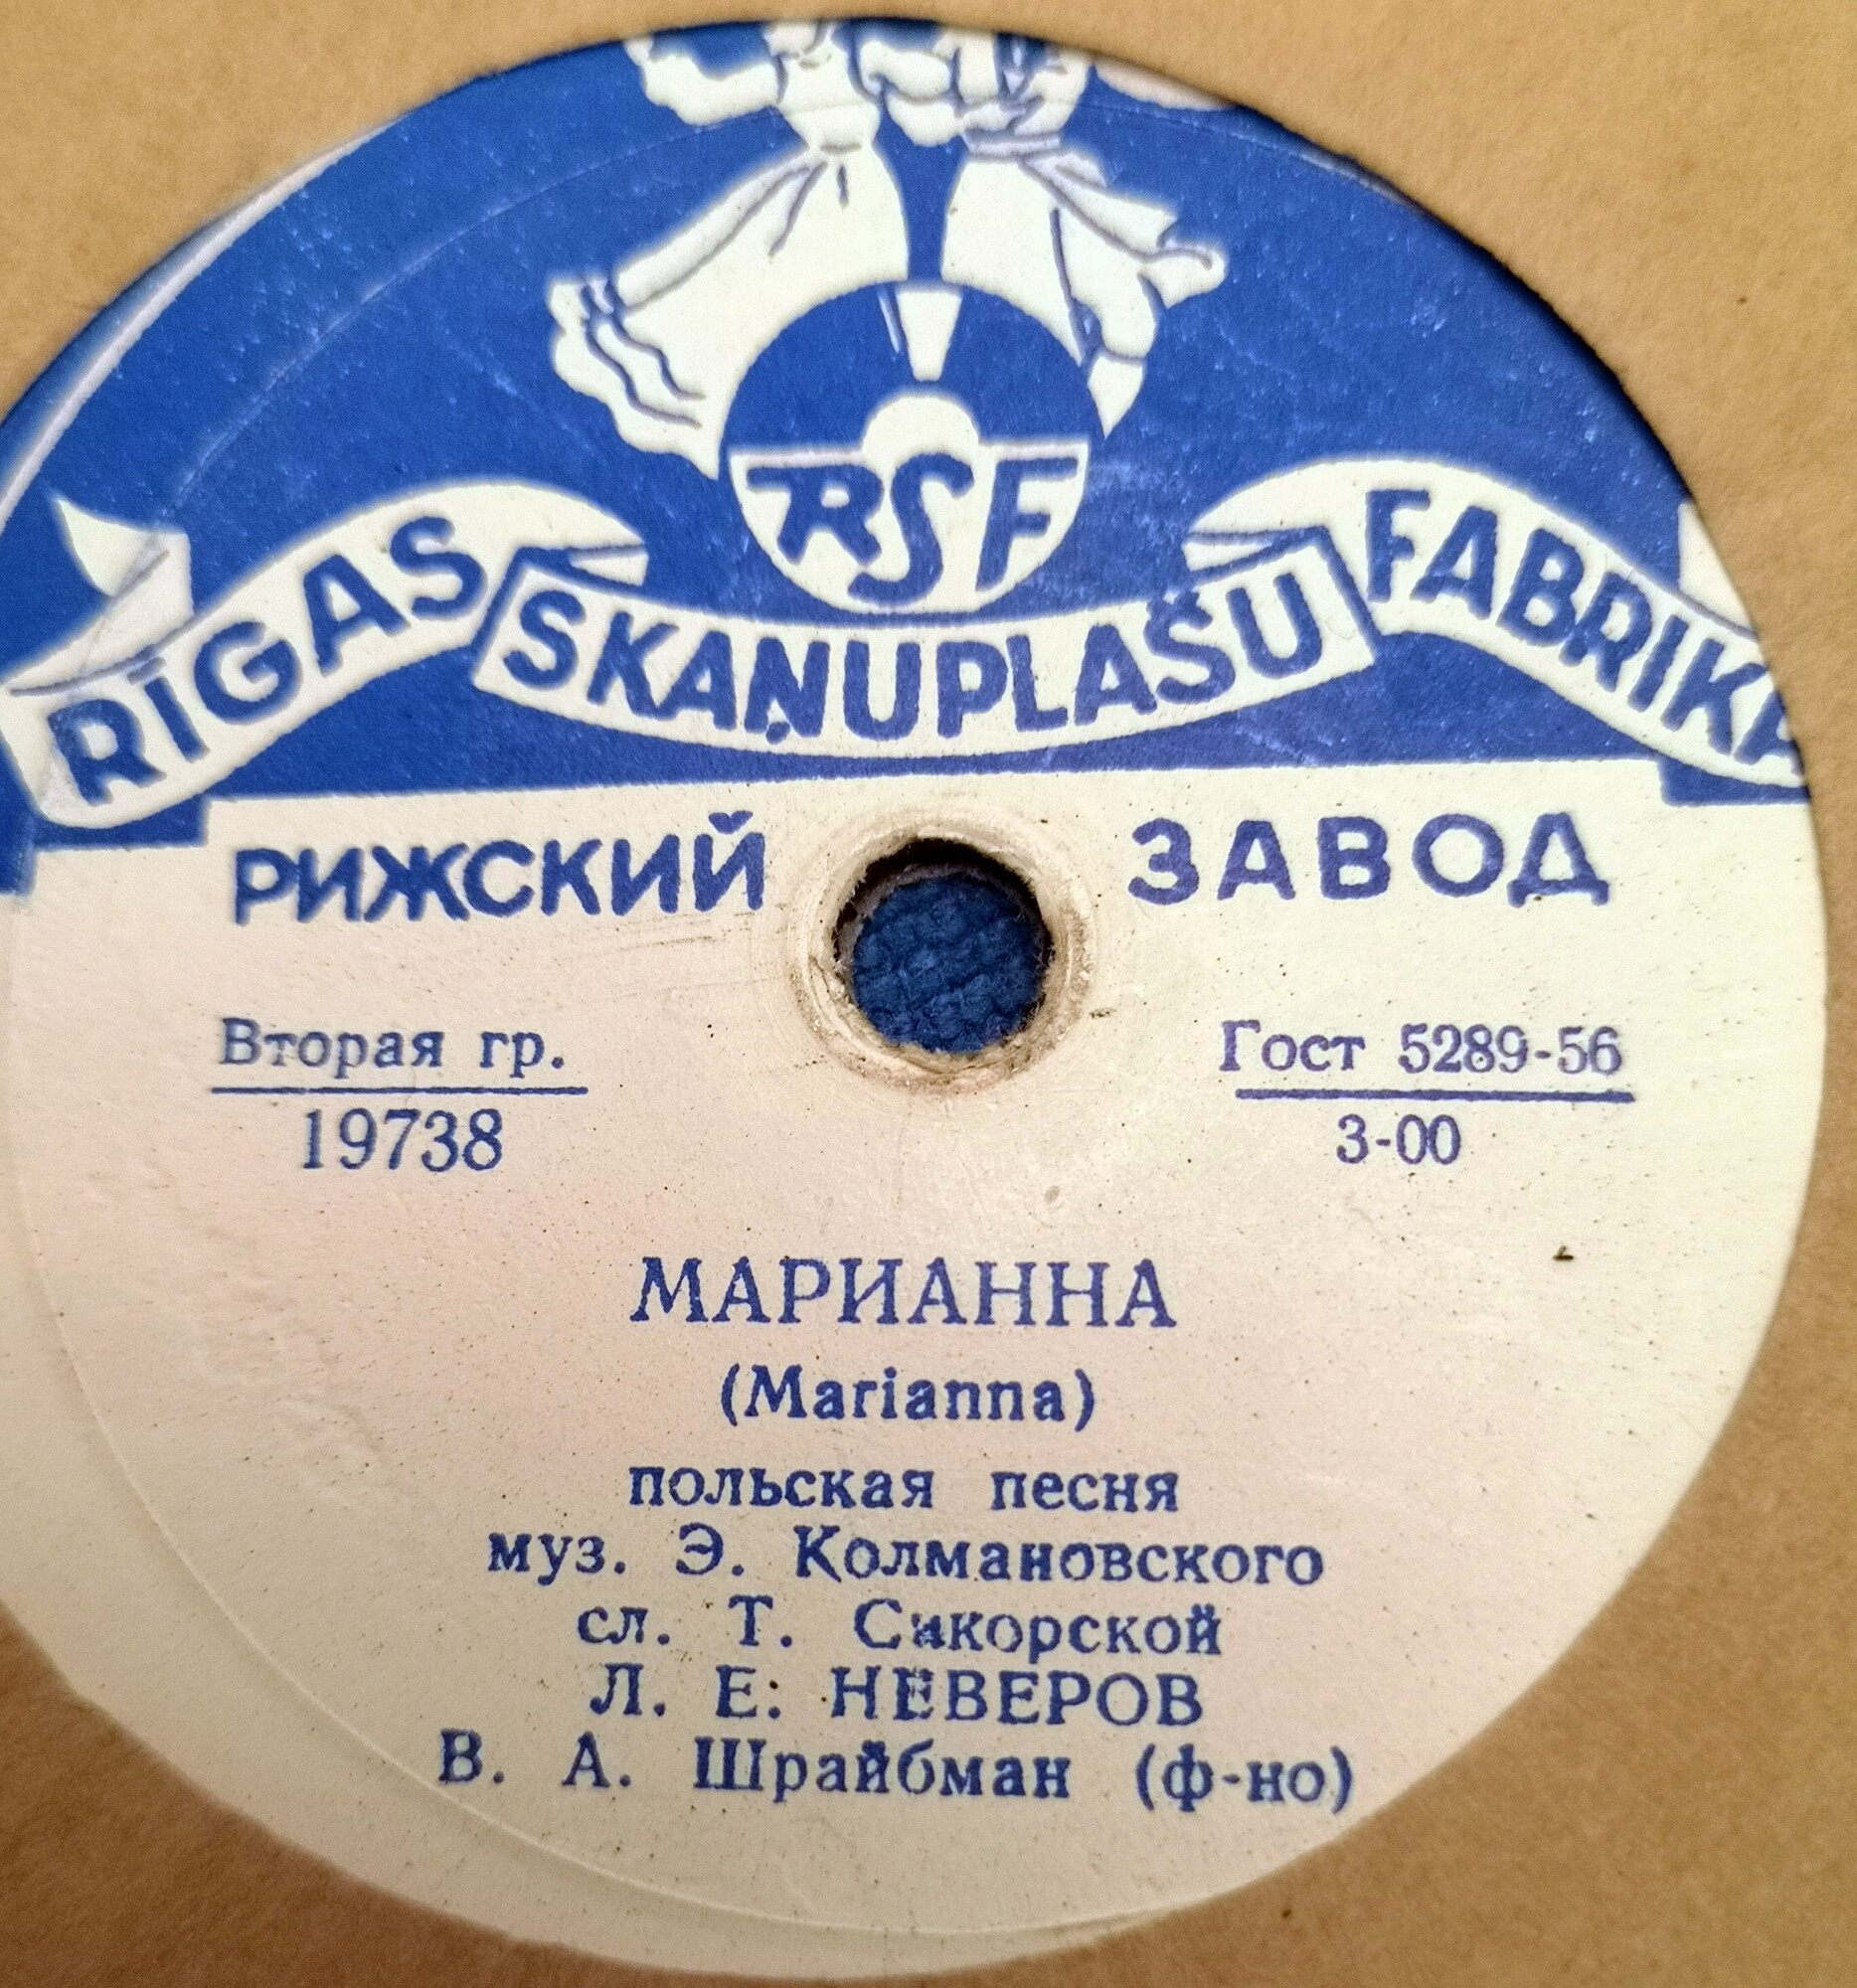 RSF
RĪGAS SKAŅUPLAŠU FABRIKA
РИЖСКИЙ ЗАВОД
Вторая гр. Гост 5289-56
19738 3-00
МАРИАННА
(Marianna)
польская песня
муз. Э. Колмановского
сл. Т. Сикорской
Л. Е. НЕВЕРОВ
В. А. Шрайбман (ф-но)